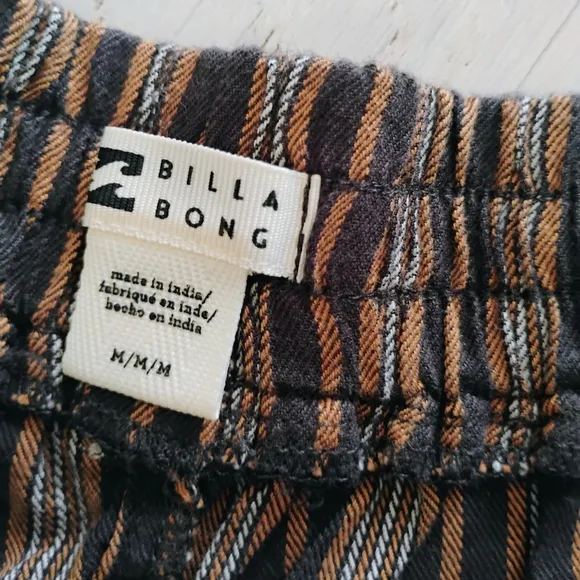 BILLA
BONG
made in india/
fabriqué en inde/
hecho en india
M/M/M